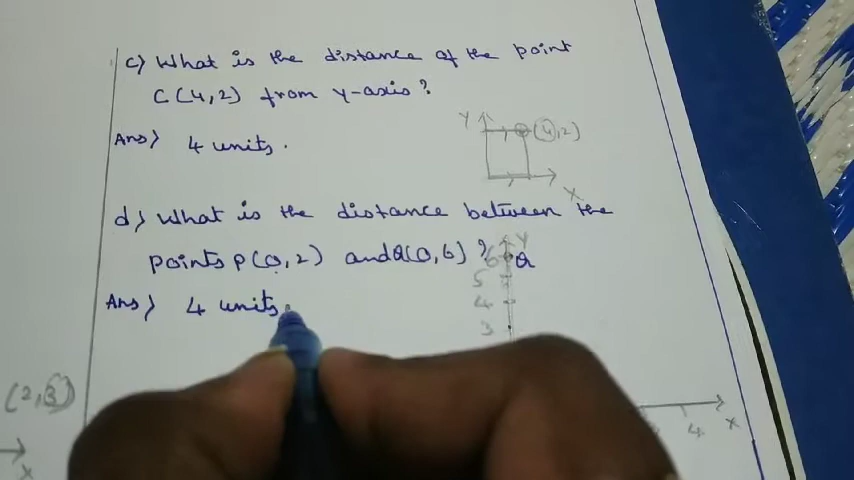 c) What is the distance of the point
C(4,2) from Y-axis?
Ans) 4 units.
Y
(4,2)
X
d) What is the distance between the
points P(0,2) and Q(0,6)?
Ans) 4 units.
Y
6
Q
5
4
3
(2,3)
X
4
X